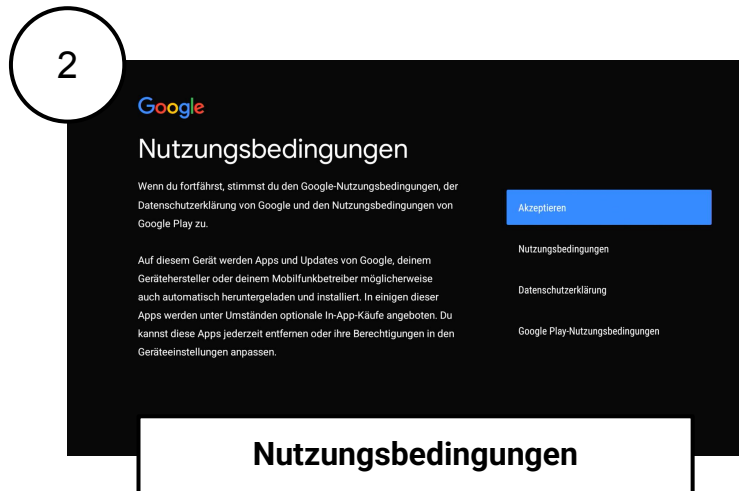 2
Google
Nutzungsbedingungen
Wenn du fortfährst, stimmst du den Google-Nutzungsbedingungen, der
Datenschutzerklärung von Google und den Nutzungsbedingungen von
Google Play zu.
Auf diesem Gerät werden Apps und Updates von Google, deinem
Gerätehersteller oder deinem Mobilfunkbetreiber möglicherweise
auch automatisch heruntergeladen und installiert. In einigen dieser
Apps werden unter Umständen optionale In-App-Käufe angeboten. Du
kannst diese Apps jederzeit entfernen oder ihre Berechtigungen in den
Geräteeinstellungen anpassen.
Akzeptieren
Nutzungsbedingungen
Datenschutzerklärung
Google Play-Nutzungsbedingungen
Nutzungsbedingungen